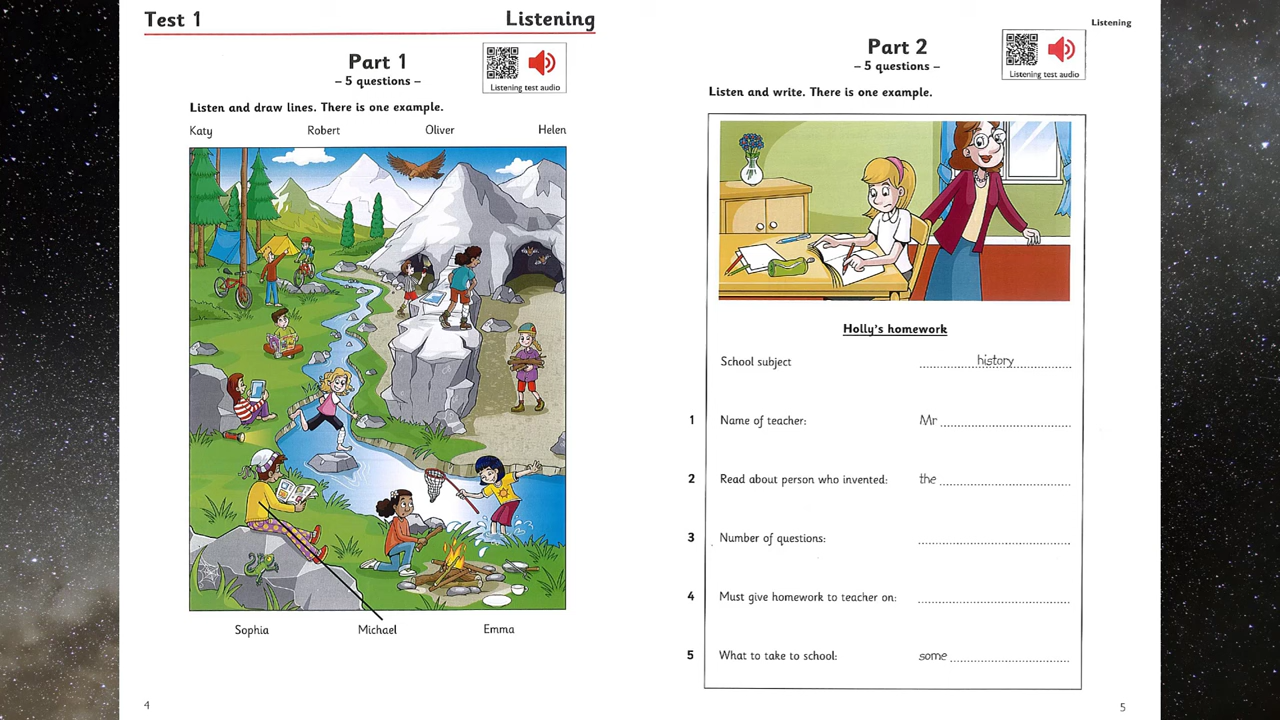 Test 1
Listening
Part 1
– 5 questions –
Listening test audio
Listen and draw lines. There is one example.
Katy
Robert
Oliver
Helen
Sophia
Michael
Emma
4
Listening
Part 2
– 5 questions –
Listening test audio
Listen and write. There is one example.
Holly's homework
School subject history
1 Name of teacher: Mr
2 Read about person who invented: the
3 Number of questions:
4 Must give homework to teacher on:
5 What to take to school: some
5